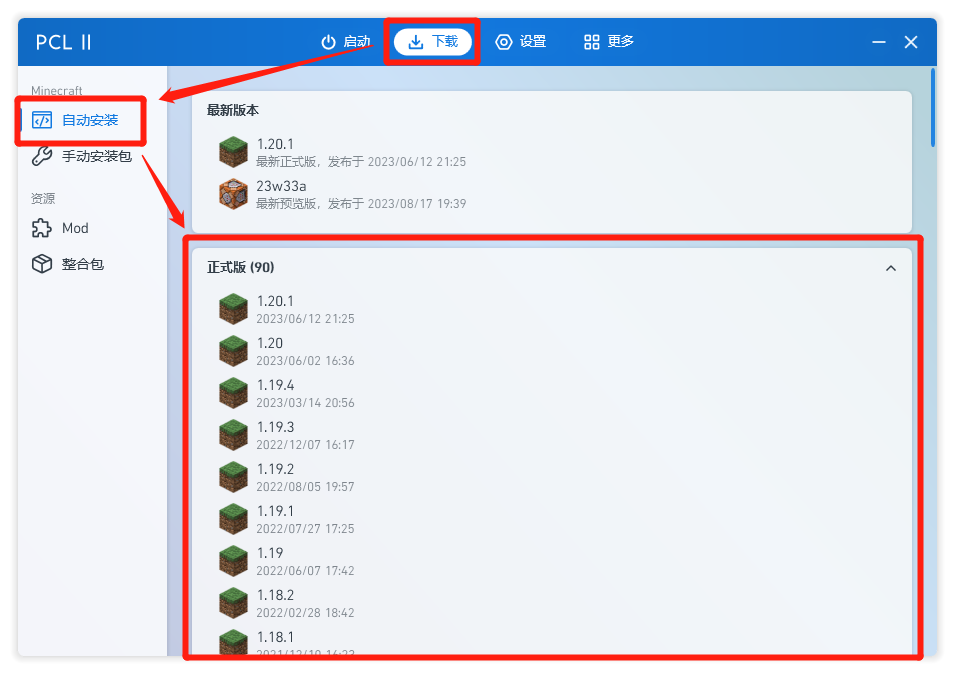 PCL II
启动
下载
设置
更多
Minecraft
自动安装
手动安装包
资源
Mod
整合包
最新版本
1.20.1
最新正式版，发布于 2023/06/12 21:25
23w33a
最新预览版，发布于 2023/08/17 19:39
正式版 (90)
1.20.1
2023/06/12 21:25
1.20
2023/06/02 16:36
1.19.4
2023/03/14 20:56
1.19.3
2022/12/07 16:17
1.19.2
2022/08/05 19:57
1.19.1
2022/07/27 17:25
1.19
2022/06/07 17:42
1.18.2
2022/02/28 18:42
1.18.1